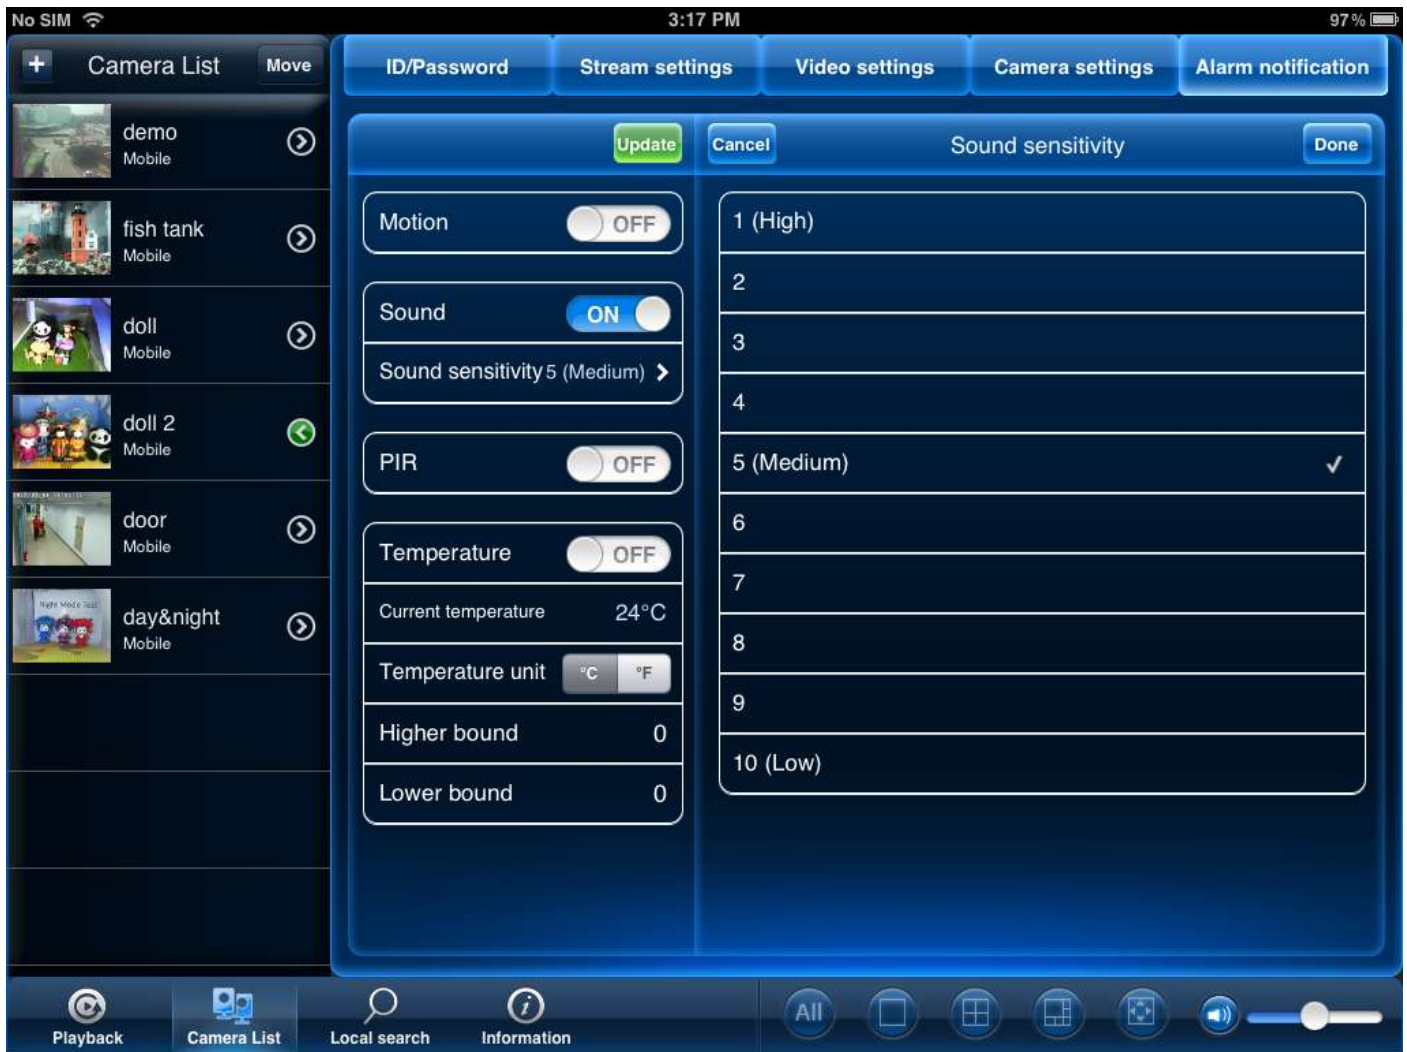 No SIM 3:17 PM 97%
+ Camera List Move
ID/Password Stream settings Video settings Camera settings Alarm notification
demo
Mobile
fish tank
Mobile
doll
Mobile
doll 2
Mobile
door
Mobile
Night Mode Test
day&night
Mobile
Update
Motion OFF
Sound ON
Sound sensitivity 5 (Medium)
PIR OFF
Temperature OFF
Current temperature 24°C
Temperature unit °C °F
Higher bound 0
Lower bound 0
Cancel Sound sensitivity Done
1 (High)
2
3
4
5 (Medium)
6
7
8
9
10 (Low)
Playback Camera List Local search Information
All